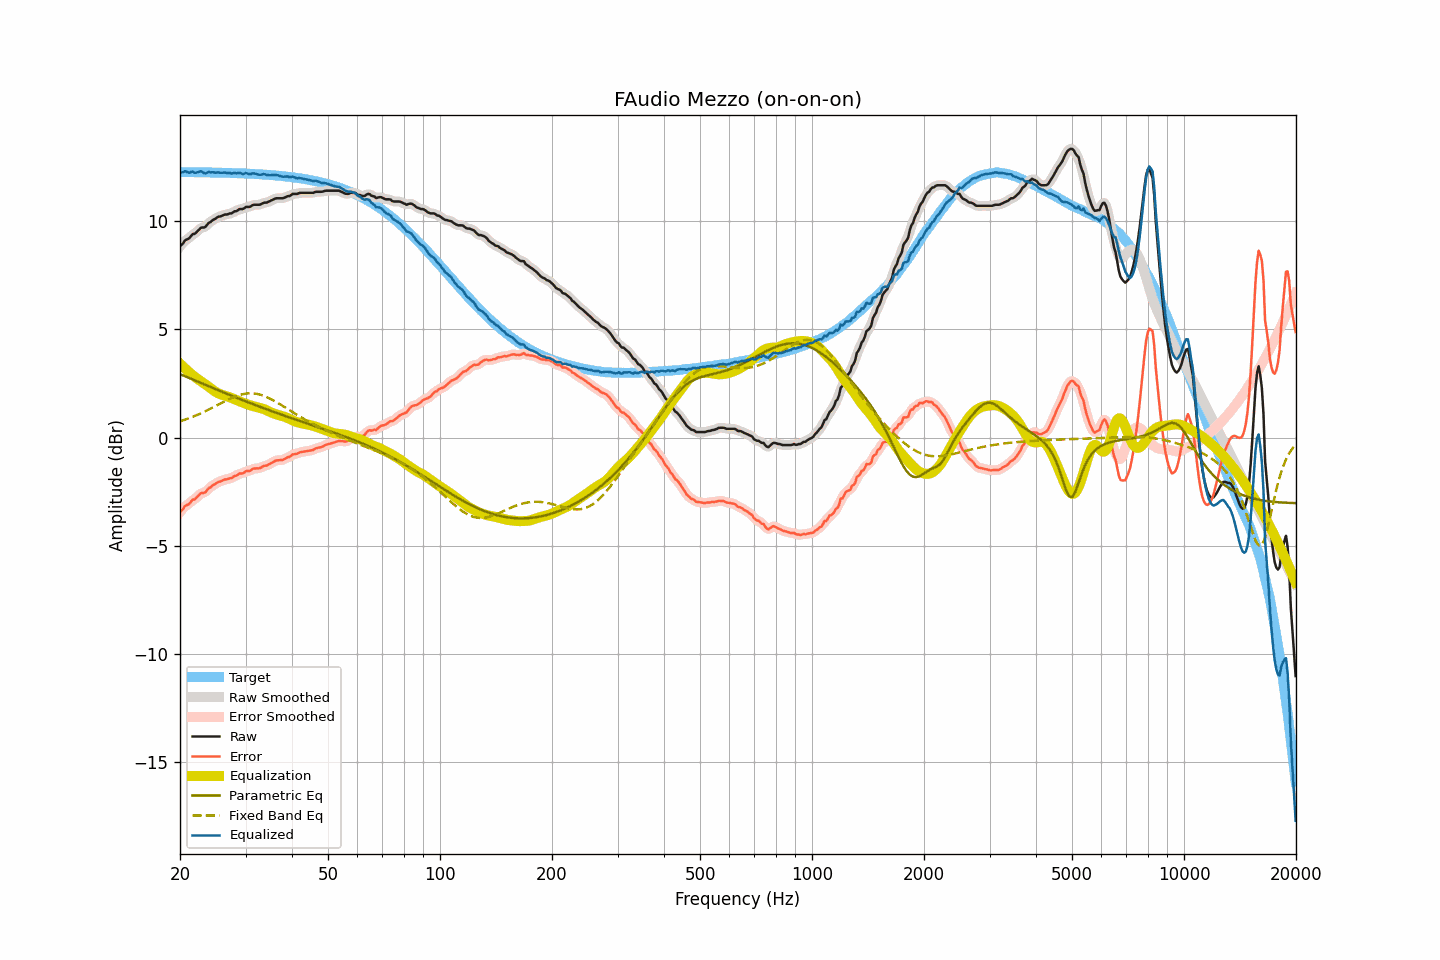 FAudio Mezzo (on-on-on)
Amplitude (dBr)
10
5
0
−5
−10
−15
Target
Raw Smoothed
Error Smoothed
Raw
Error
Equalization
Parametric Eq
Fixed Band Eq
Equalized
20 50 100 200 500 1000 2000 5000 10000 20000
Frequency (Hz)